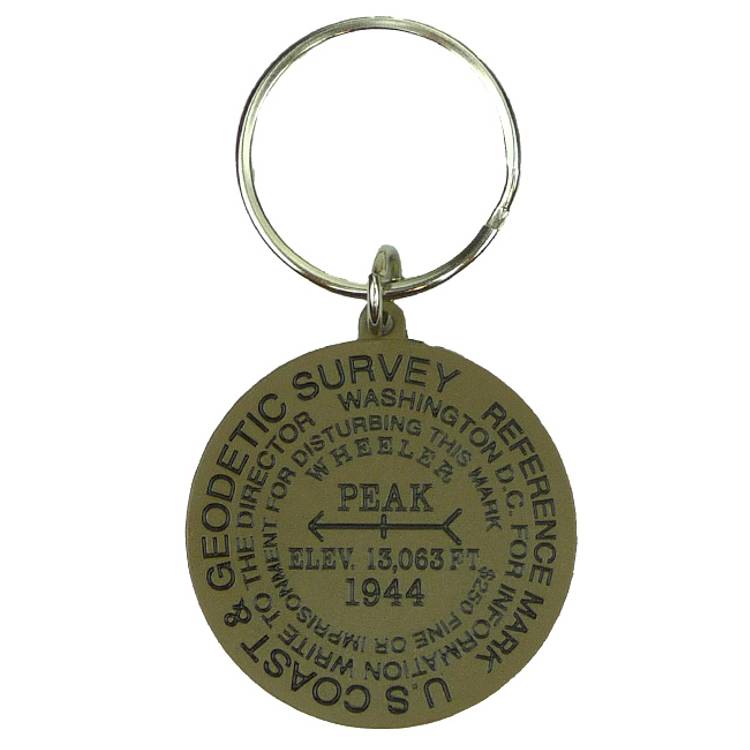 U.S COAST & GEODETIC SURVEY REFERENCE MARK
WASHINGTON D.C. FOR INFORMATION WRITE TO THE DIRECTOR
$250 FINE OR IMPRISONMENT FOR DISTURBING THIS MARK
WHEELER
PEAK
ELEV. 13,063 FT.
1944